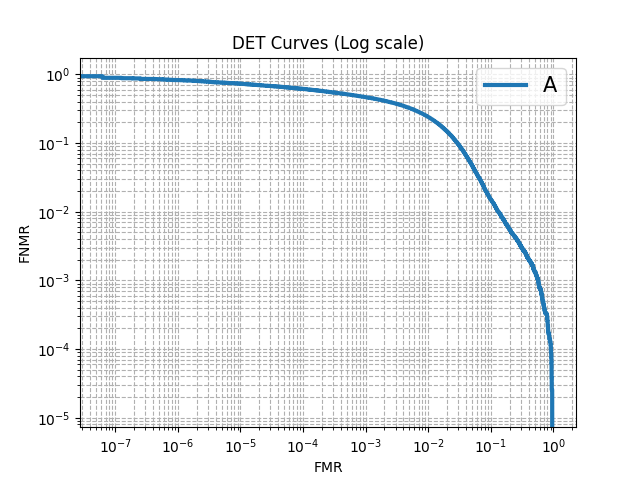 DET Curves (Log scale)
A
FNMR
10⁰
10⁻¹
10⁻²
10⁻³
10⁻⁴
10⁻⁵
10⁻⁷ 10⁻⁶ 10⁻⁵ 10⁻⁴ 10⁻³ 10⁻² 10⁻¹ 10⁰
FMR